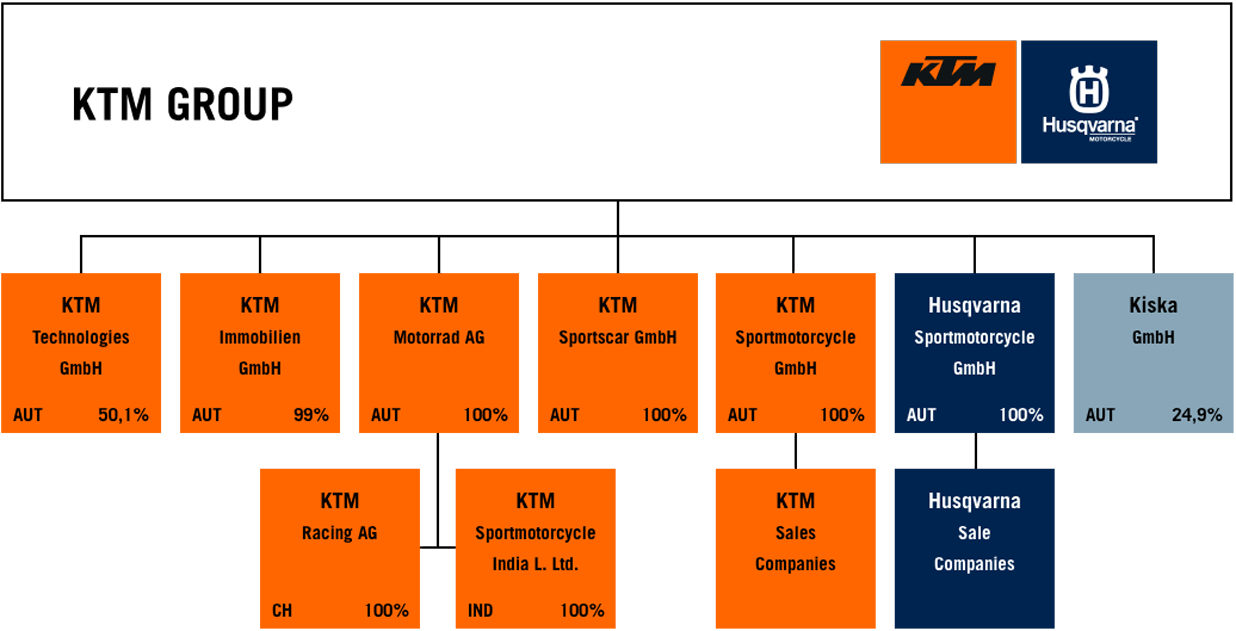 KTM GROUP
KTM
H
Husqvarna
MOTORCYCLE
KTM
Technologies
GmbH
AUT 50,1%
KTM
Immobilien
GmbH
AUT 99%
KTM
Motorrad AG
AUT 100%
KTM
Sportscar GmbH
AUT 100%
KTM
Sportmotorcycle
GmbH
AUT 100%
Husqvarna
Sportmotorcycle
GmbH
AUT 100%
Kiska
GmbH
AUT 24,9%
KTM
Racing AG
CH 100%
KTM
Sportmotorcycle
India L. Ltd.
IND 100%
KTM
Sales
Companies
Husqvarna
Sale
Companies